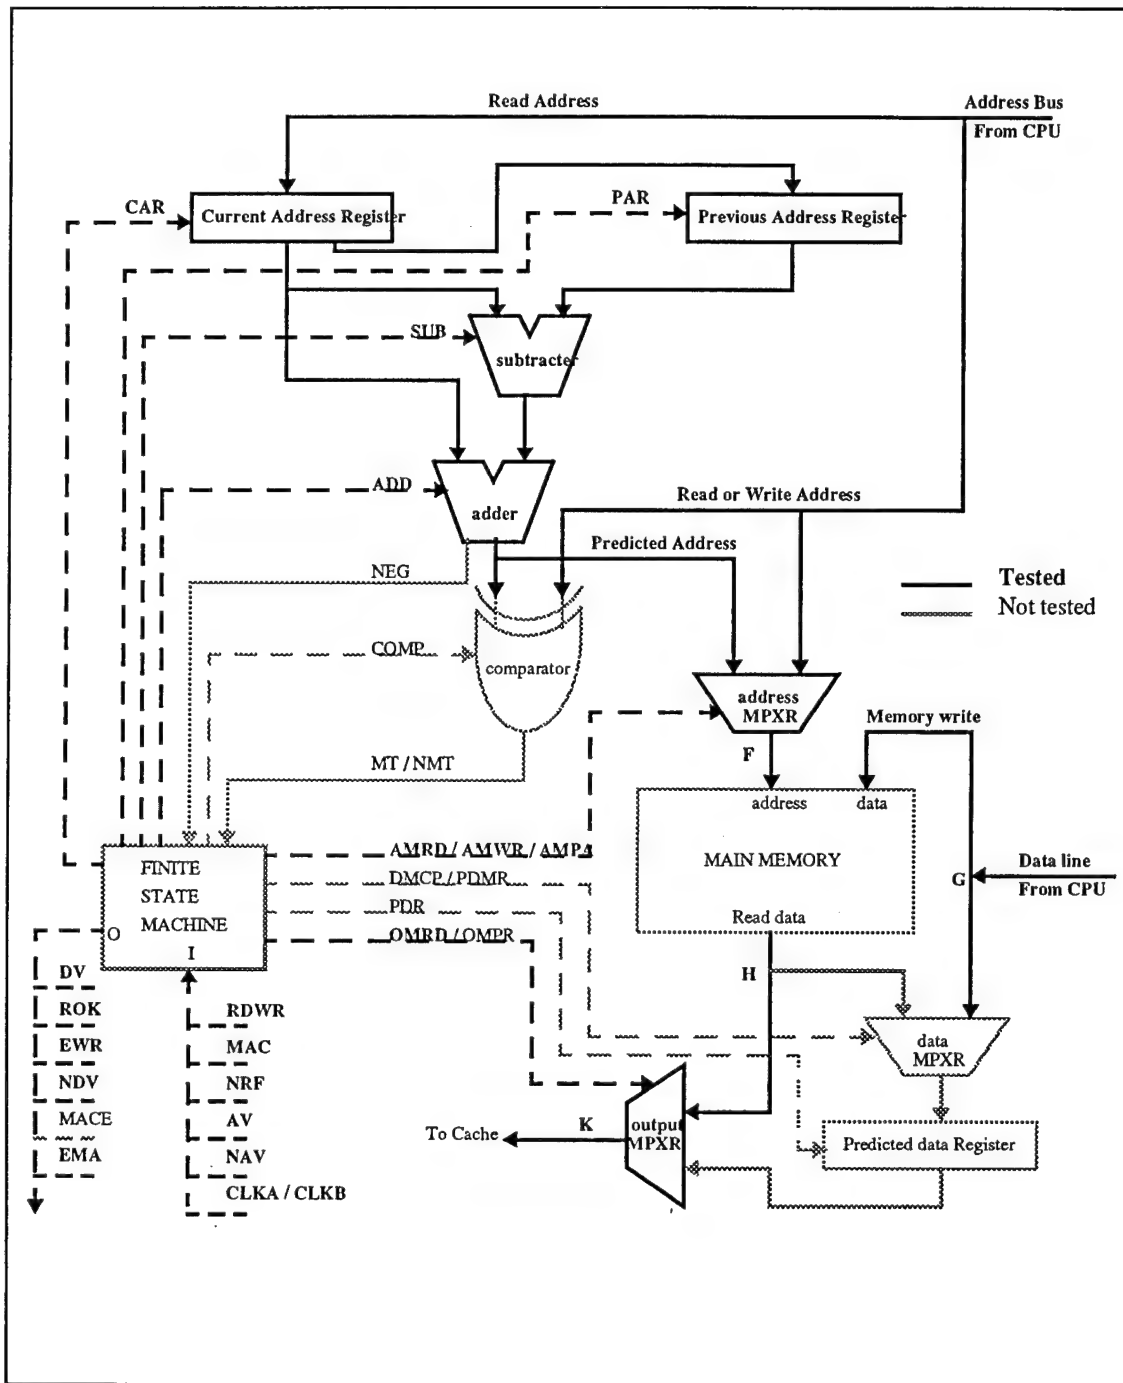 Read Address
Address Bus
From CPU
CAR
Current Address Register
PAR
Previous Address Register
SUB
subtracter
ADD
adder
Read or Write Address
Predicted Address
NEG
Tested
Not tested
COMP
comparator
address
MPXR
Memory write
F
MT / NMT
address
data
FINITE
STATE
MACHINE
O
I
AMRD / AMWR / AMPA
DMCP / PDMR
PDR
OMRD / OMPR
MAIN MEMORY
Read data
G
Data line
From CPU
H
DV
ROK
EWR
NDV
MACE
EMA
RDWR
MAC
NRF
AV
NAV
CLKA / CLKB
data
MPXR
To Cache
K
output
MPXR
Predicted data Register